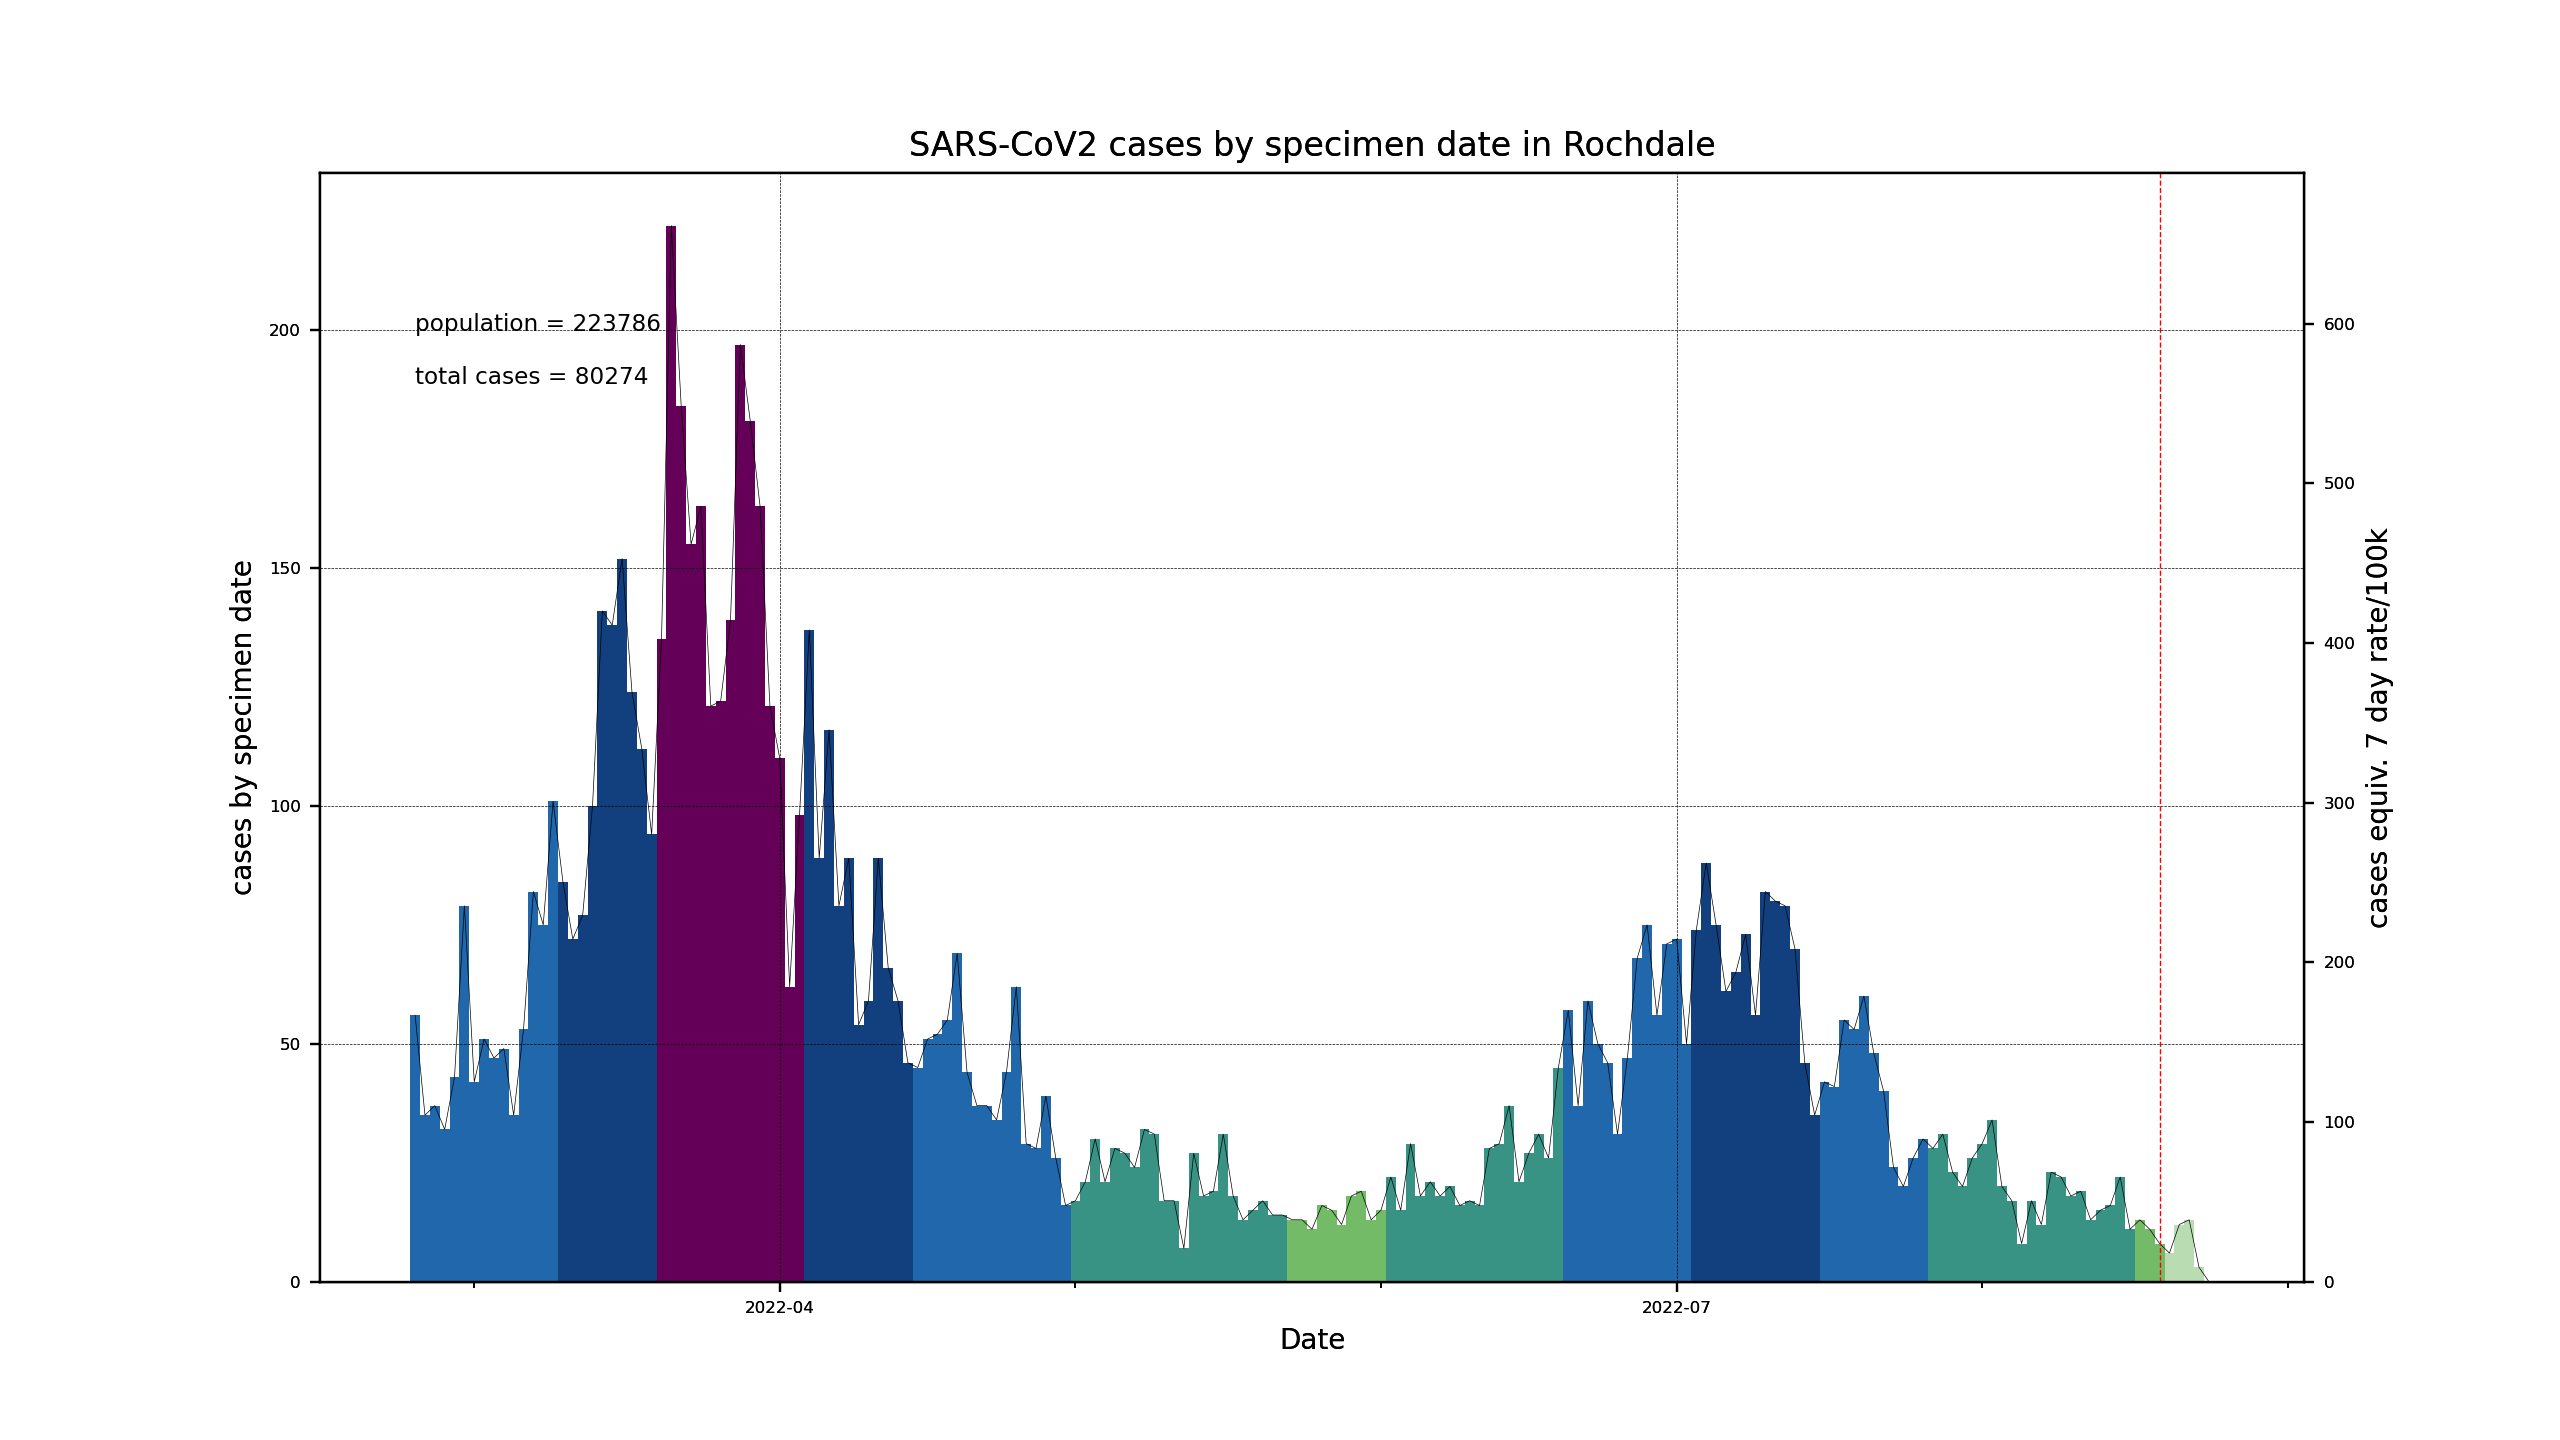 SARS-CoV2 cases by specimen date in Rochdale
population = 223786
total cases = 80274
cases by specimen date
200
150
100
50
0
600
500
400
300
200
100
0
cases equiv. 7 day rate/100k
2022-04
2022-07
Date